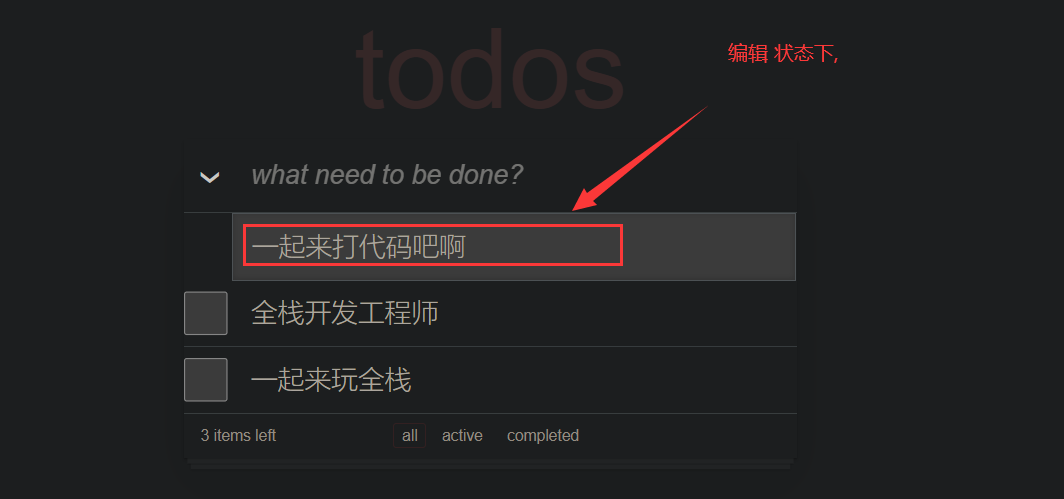 todos
编辑 状态下,
what need to be done?
一起来打代码吧啊
全栈开发工程师
一起来玩全栈
3 items left
all
active
completed